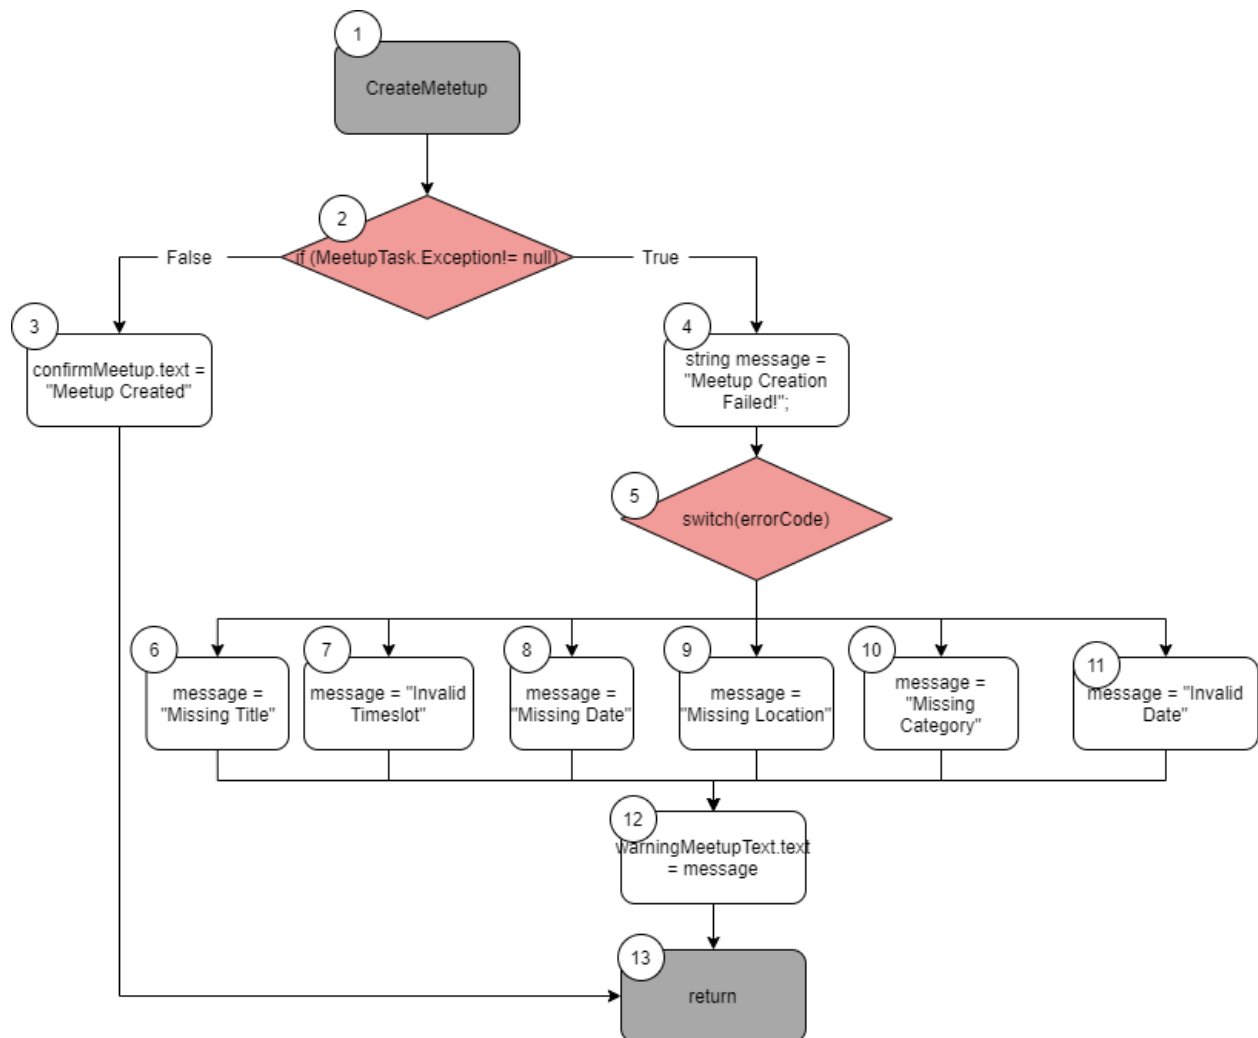 1
CreateMetetup
2
if (MeetupTask.Exception!= null)
False
True
3
confirmMeetup.text =
"Meetup Created"
4
string message =
"Meetup Creation
Failed!";
5
switch(errorCode)
6
message =
"Missing Title"
7
message = "Invalid
Timeslot"
8
message =
"Missing Date"
9
message =
"Missing Location"
10
message =
"Missing
Category"
11
message = "Invalid
Date"
12
warningMeetupText.text
= message
13
return